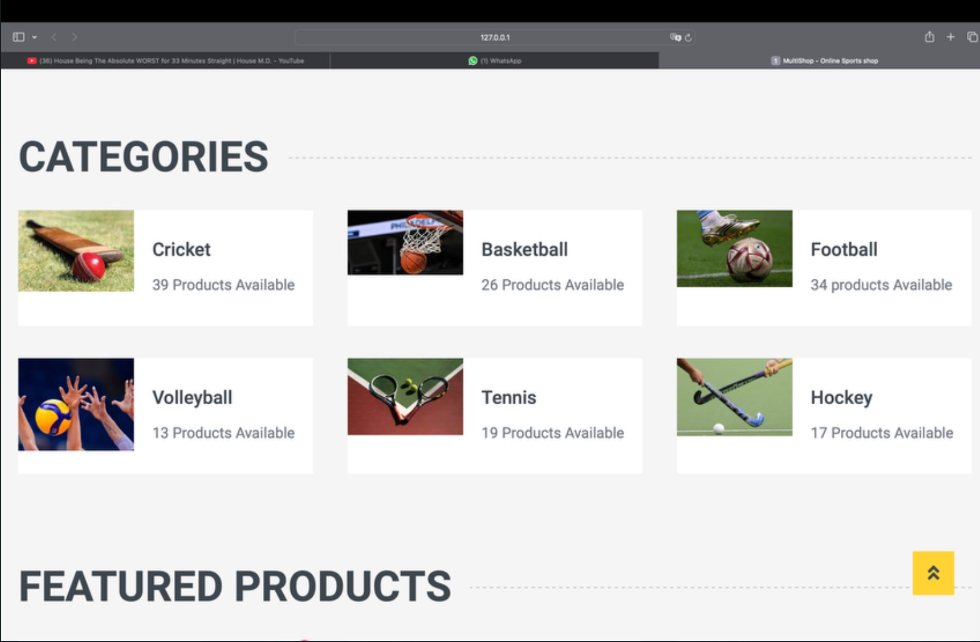 127.0.0.1
(36) House Being The Absolute WORST for 33 Minutes Straight | House M.D. - YouTube
(1) WhatsApp
MultiShop - Online Sports shop
CATEGORIES
Cricket
39 Products Available
Basketball
26 Products Available
Football
34 products Available
Volleyball
13 Products Available
Tennis
19 Products Available
Hockey
17 Products Available
FEATURED PRODUCTS